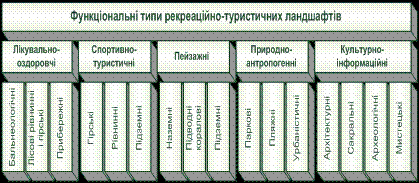 Функціональні типи рекреаційно-туристичних ландшафтів
Лікувально-
оздоровчі
Спортивно-
туристичні
Пейзажні
Природно-
антропогенні
Культурно-
інформаційні
Бальнеологічні
Лісові рівнинні
і гірські
Прибережні
Гірські
Рівнинні
Підземні
Наземні
Підводні
коралові
Підземні
Паркові
Пляжні
Урбаністичні
Архітектурні
Сакральні
Археологічні
Мистецькі